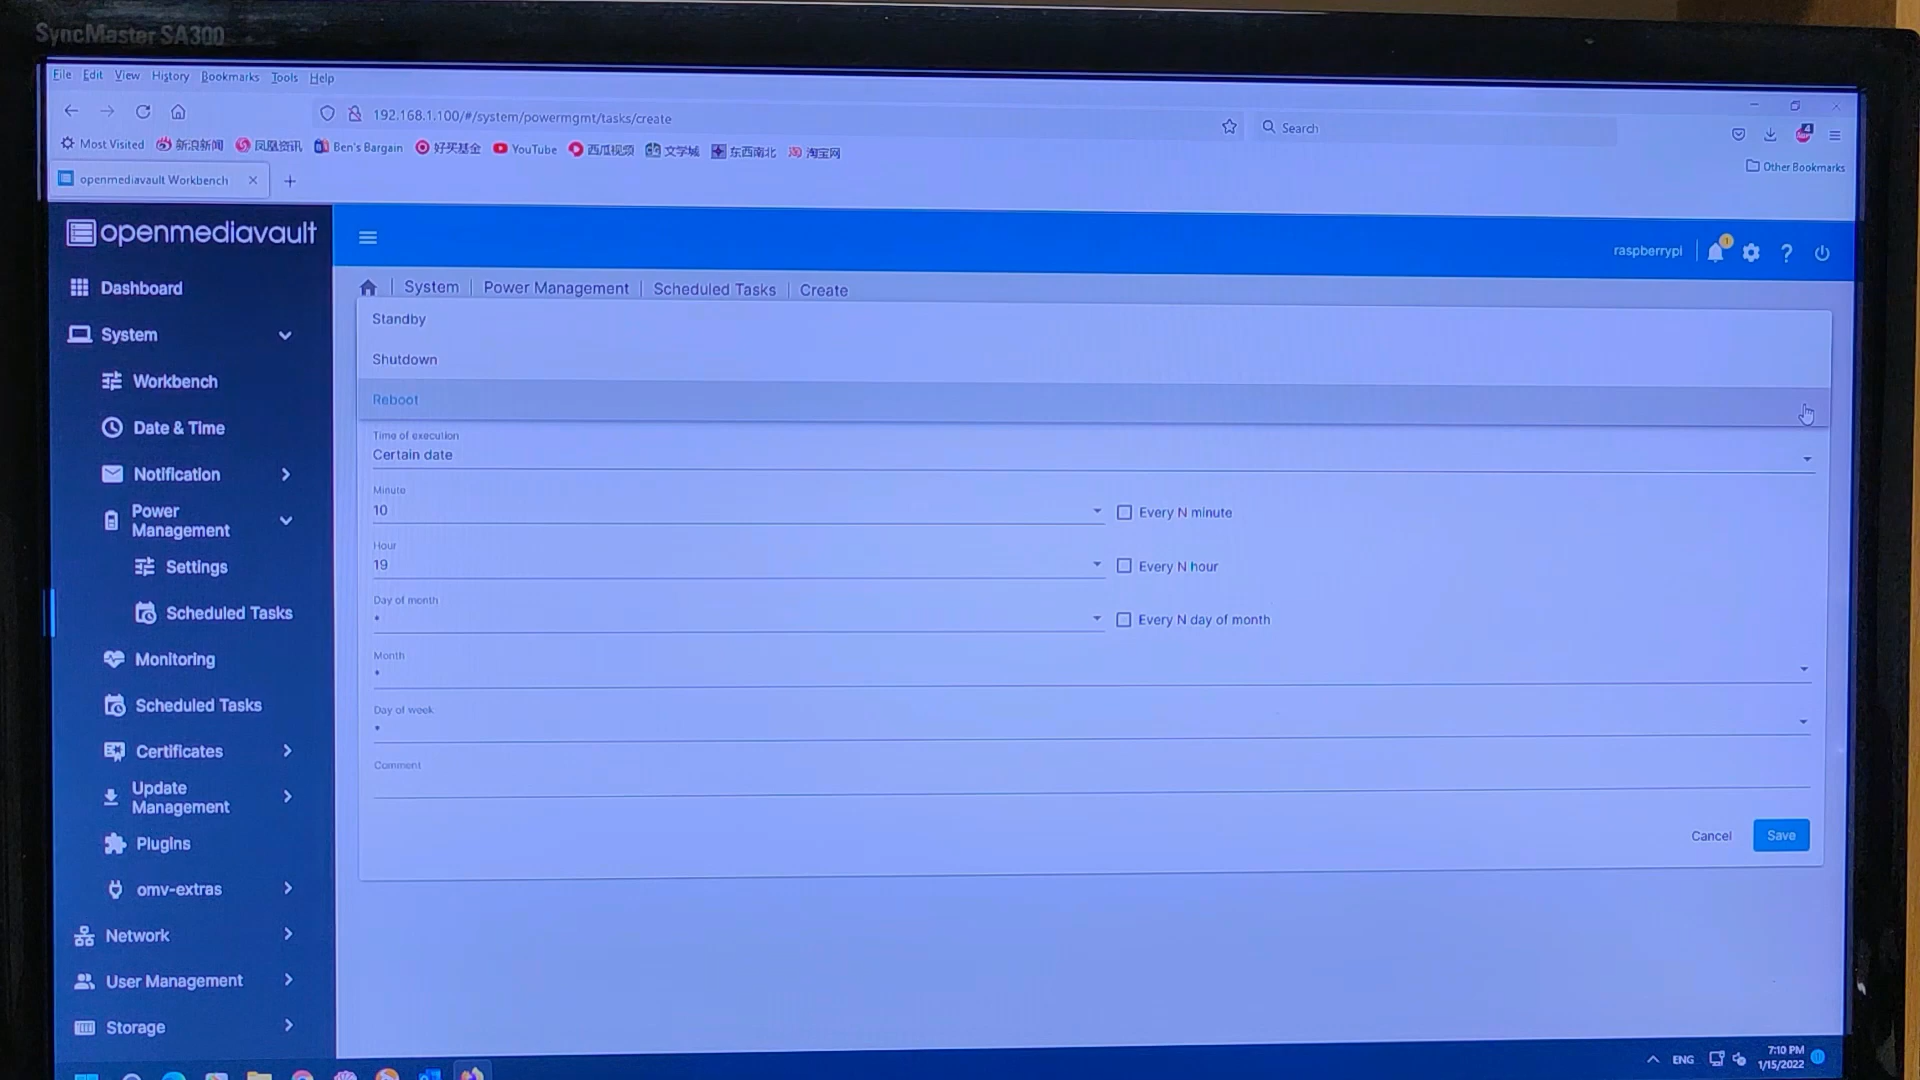 SyncMaster SA300
File Edit View History Bookmarks Tools Help
192.168.1.100/#/system/powermgmt/tasks/create
Search
Most Visited 新浪新闻 凤凰资讯 Ben's Bargain 好买基金 YouTube 西瓜视频 文学城 东西南北 淘宝网
Other Bookmarks
openmediavault Workbench
openmediavault
raspberrypi
1
Dashboard
System
Workbench
Date & Time
Notification
Power
Management
Settings
Scheduled Tasks
Monitoring
Scheduled Tasks
Certificates
Update
Management
Plugins
omv-extras
Network
User Management
Storage
System | Power Management | Scheduled Tasks | Create
Standby
Shutdown
Reboot
Time of execution
Certain date
Minute
10
Every N minute
Hour
19
Every N hour
Day of month
*
Every N day of month
Month
*
Day of week
*
Comment
Cancel
Save
ENG
7:10 PM
1/15/2022